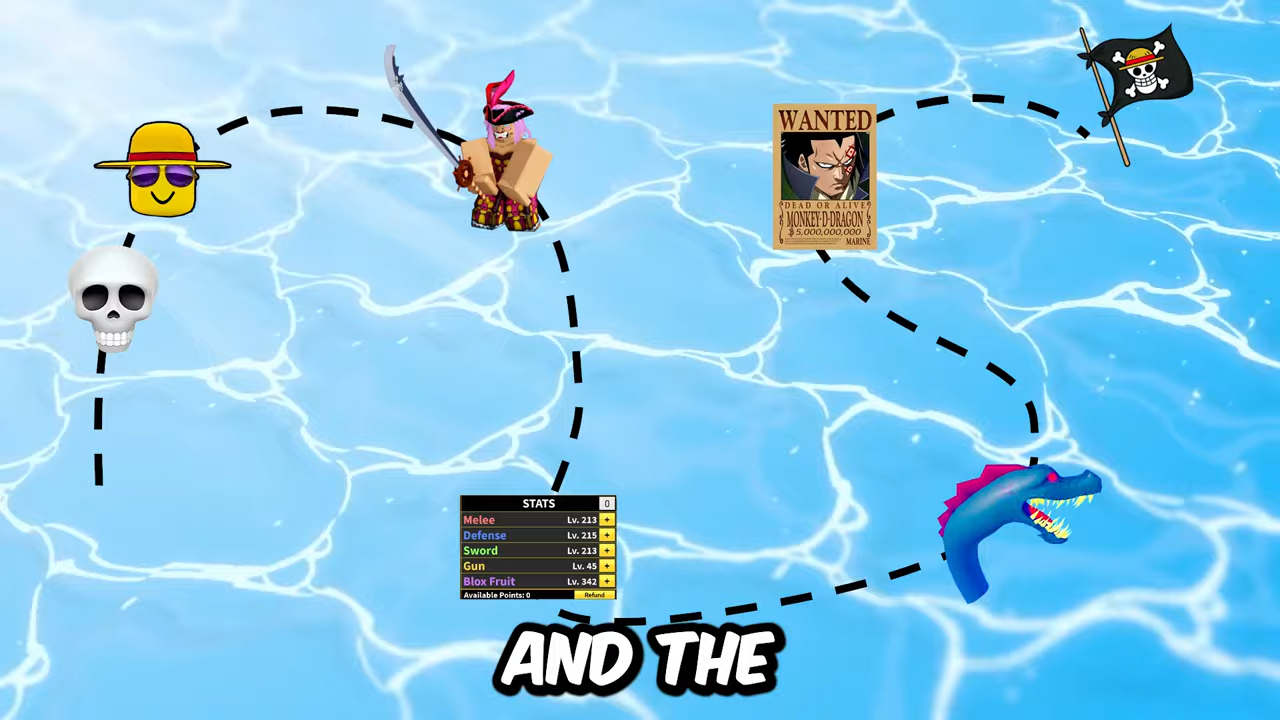 WANTED
DEAD OR ALIVE
MONKEY·D·DRAGON
5,000,000,000
MARINE
STATS 0
Melee Lv. 213 +
Defense Lv. 215 +
Sword Lv. 213 +
Gun Lv. 45 +
Blox Fruit Lv. 342 +
Available Points: 0 Refund
AND THE